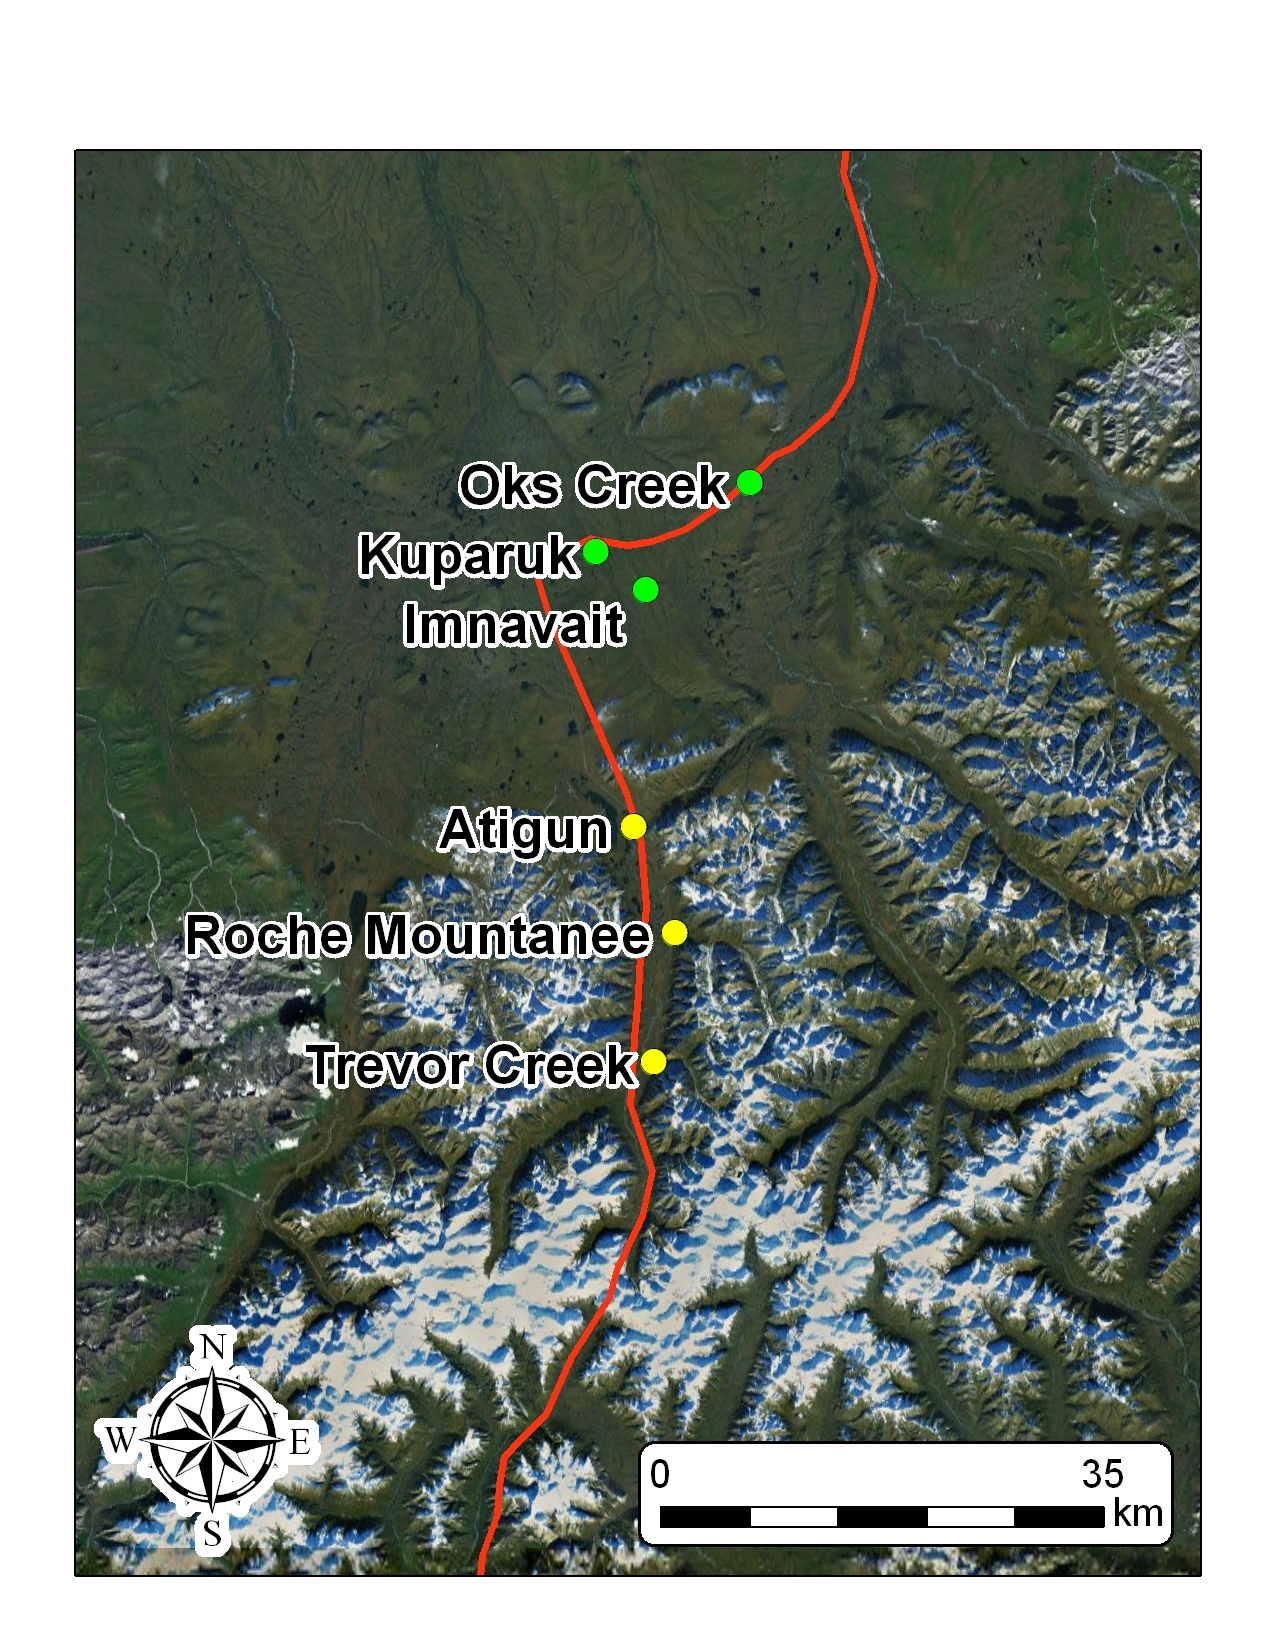 Oks Creek
Kuparuk
Imnavait
Atigun
Roche Mountanee
Trevor Creek
N
W E
S
0 35
km